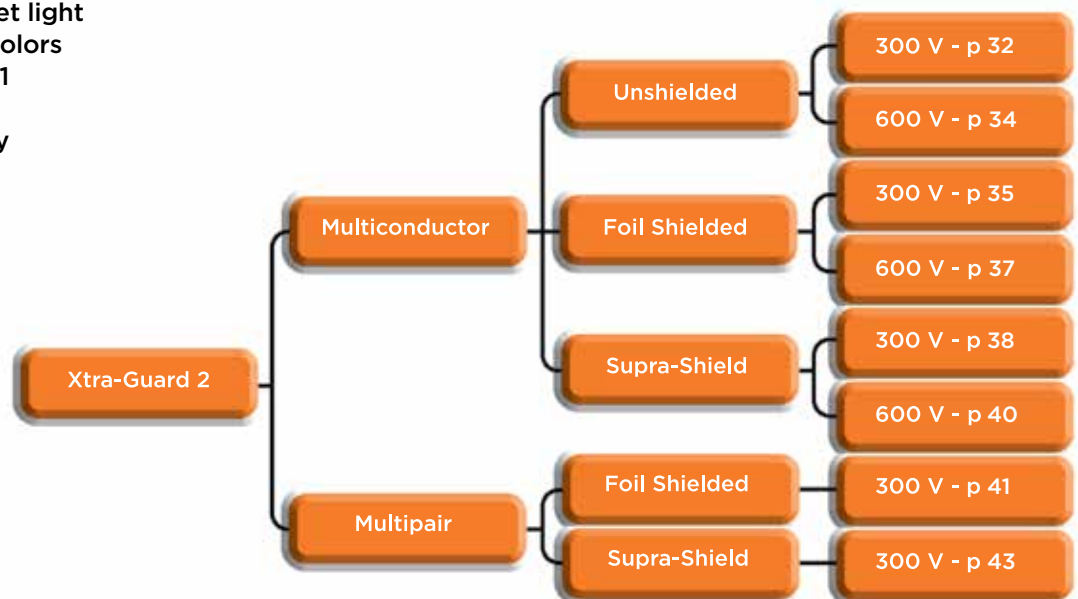 et light
olors
1
y
Xtra-Guard 2
Multiconductor
Unshielded
300 V - p 32
600 V - p 34
Foil Shielded
300 V - p 35
600 V - p 37
Supra-Shield
300 V - p 38
600 V - p 40
Multipair
Foil Shielded
300 V - p 41
Supra-Shield
300 V - p 43